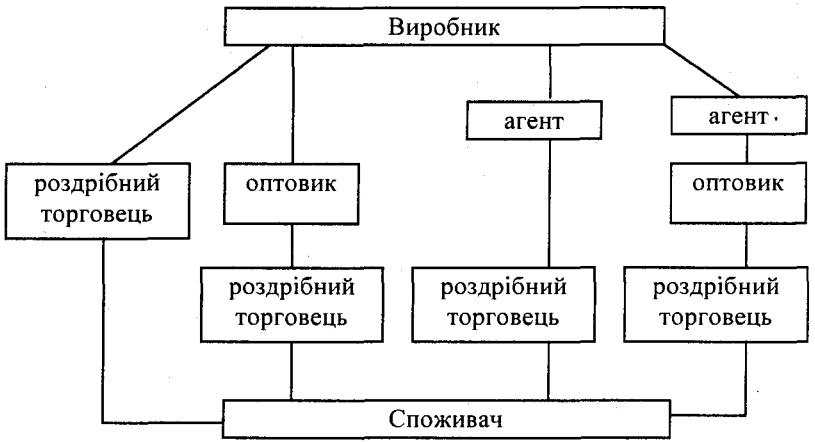 Виробник
агент
агент
роздрібний
торговець
оптовик
оптовик
роздрібний
торговець
роздрібний
торговець
роздрібний
торговець
Споживач